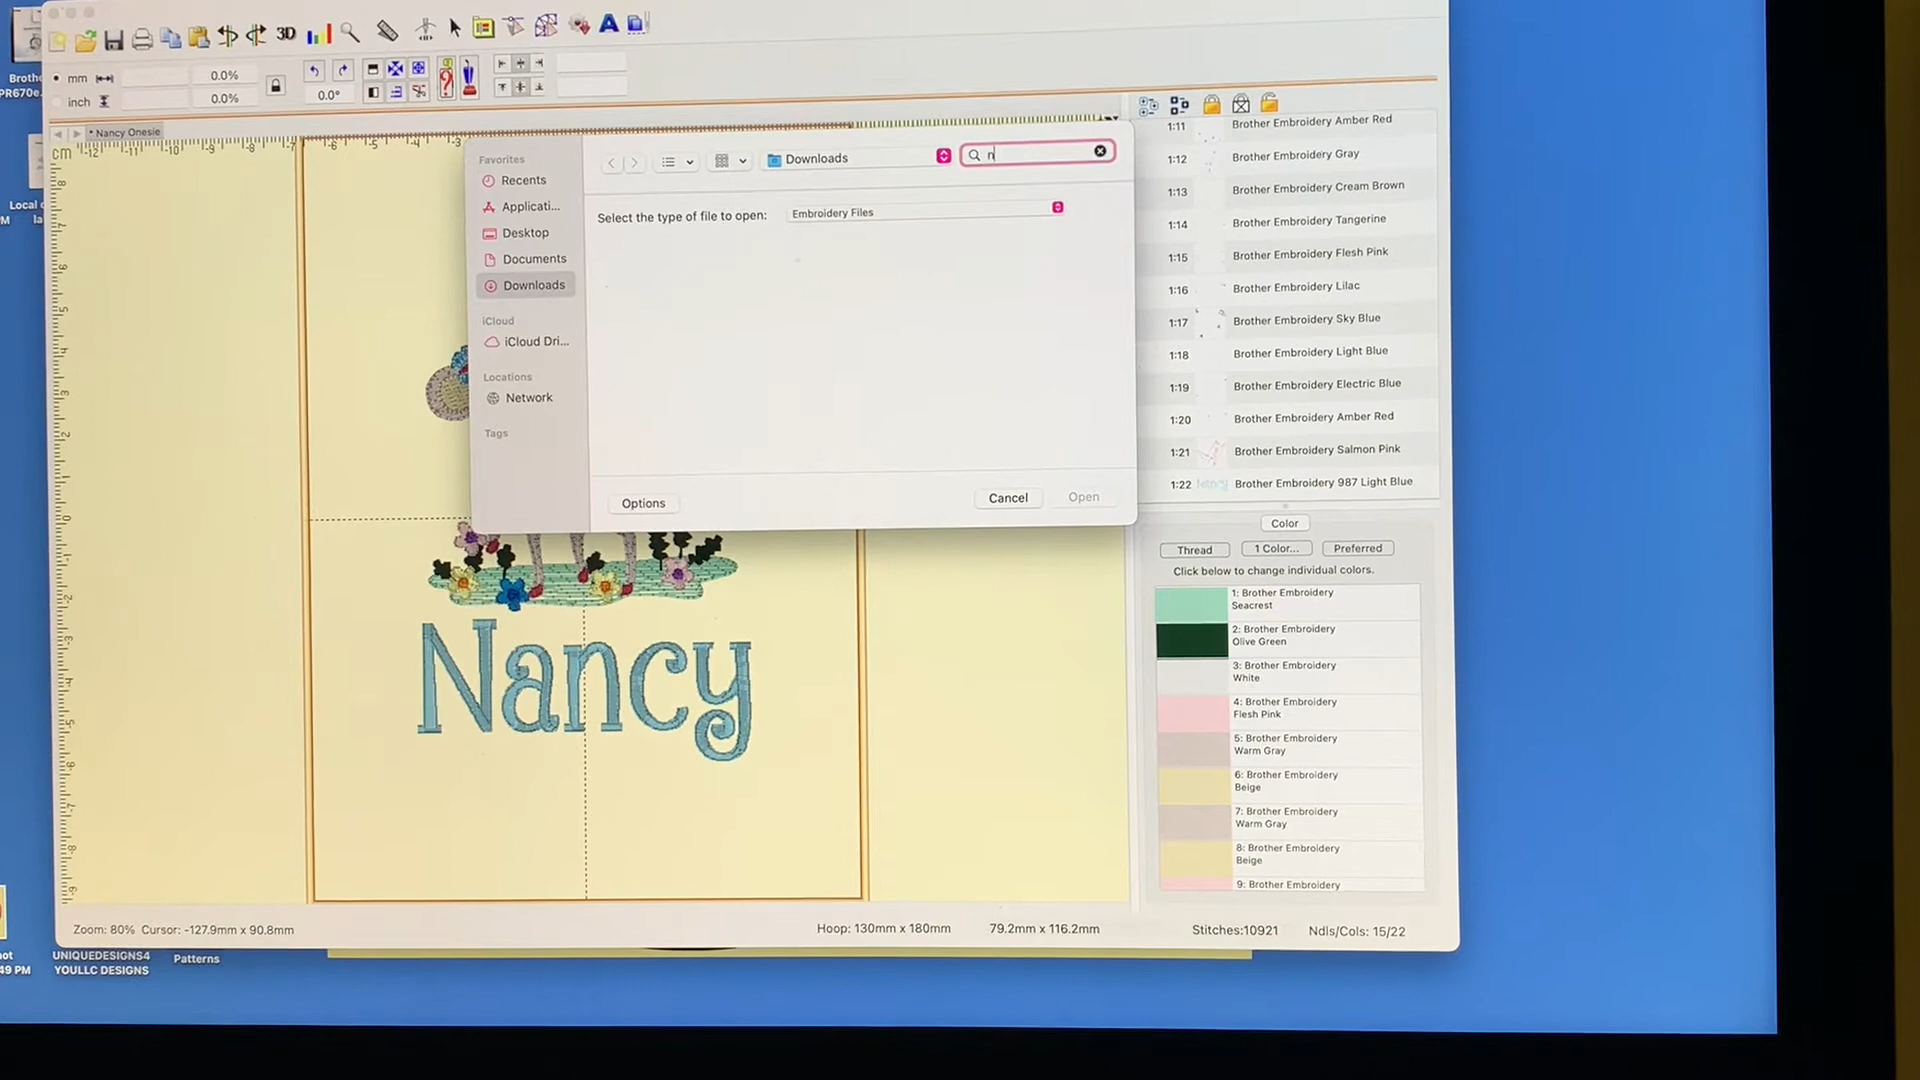 3D
A
mm
0.0%
inch
0.0%
0.0°
* Nancy Onesie
cm
Brothe
PR670e.
Local
PM
Favorites
Recents
Applicati...
Desktop
Documents
Downloads
iCloud
iCloud Dri...
Locations
Network
Tags
Downloads
n
Select the type of file to open:
Embroidery Files
Options
Cancel
Open
1:11 Brother Embroidery Amber Red
1:12 Brother Embroidery Gray
1:13 Brother Embroidery Cream Brown
1:14 Brother Embroidery Tangerine
1:15 Brother Embroidery Flesh Pink
1:16 Brother Embroidery Lilac
1:17 Brother Embroidery Sky Blue
1:18 Brother Embroidery Light Blue
1:19 Brother Embroidery Electric Blue
1:20 Brother Embroidery Amber Red
1:21 Brother Embroidery Salmon Pink
1:22 Nancy Brother Embroidery 987 Light Blue
Color
Thread
1 Color...
Preferred
Click below to change individual colors.
1: Brother Embroidery
Seacrest
2: Brother Embroidery
Olive Green
3: Brother Embroidery
White
4: Brother Embroidery
Flesh Pink
5: Brother Embroidery
Warm Gray
6: Brother Embroidery
Beige
7: Brother Embroidery
Warm Gray
8: Brother Embroidery
Beige
9: Brother Embroidery
Nancy
Zoom: 80% Cursor: -127.9mm x 90.8mm
Hoop: 130mm x 180mm
79.2mm x 116.2mm
Stitches:10921
Ndls/Cols: 15/22
49 PM
UNIQUEDESIGNS4
YOULLC DESIGNS
Patterns